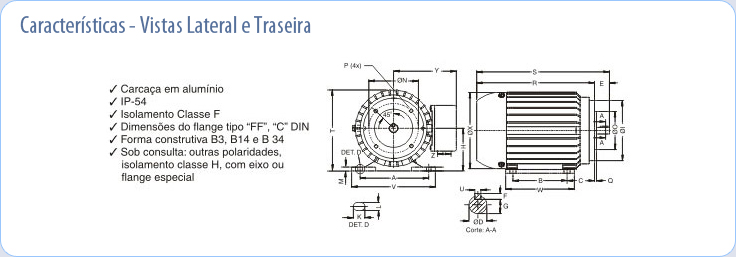 Características - Vistas Lateral e Traseira
✓ Carcaça em alumínio
✓ IP-54
✓ Isolamento Classe F
✓ Dimensões do flange tipo “FF”, “C” DIN
✓ Forma construtiva B3, B14 e B 34
✓ Sob consulta: outras polaridades,
isolamento classe H, com eixo ou
flange especial
P (4x)
Y
ØN
45°
T
DET. D
M
A
V
H
Z
K
L
DET. D
S
R
E
ØX
A
A
ØO
ØI
B
C
Q
W
U
F
G
ØD
Corte: A-A